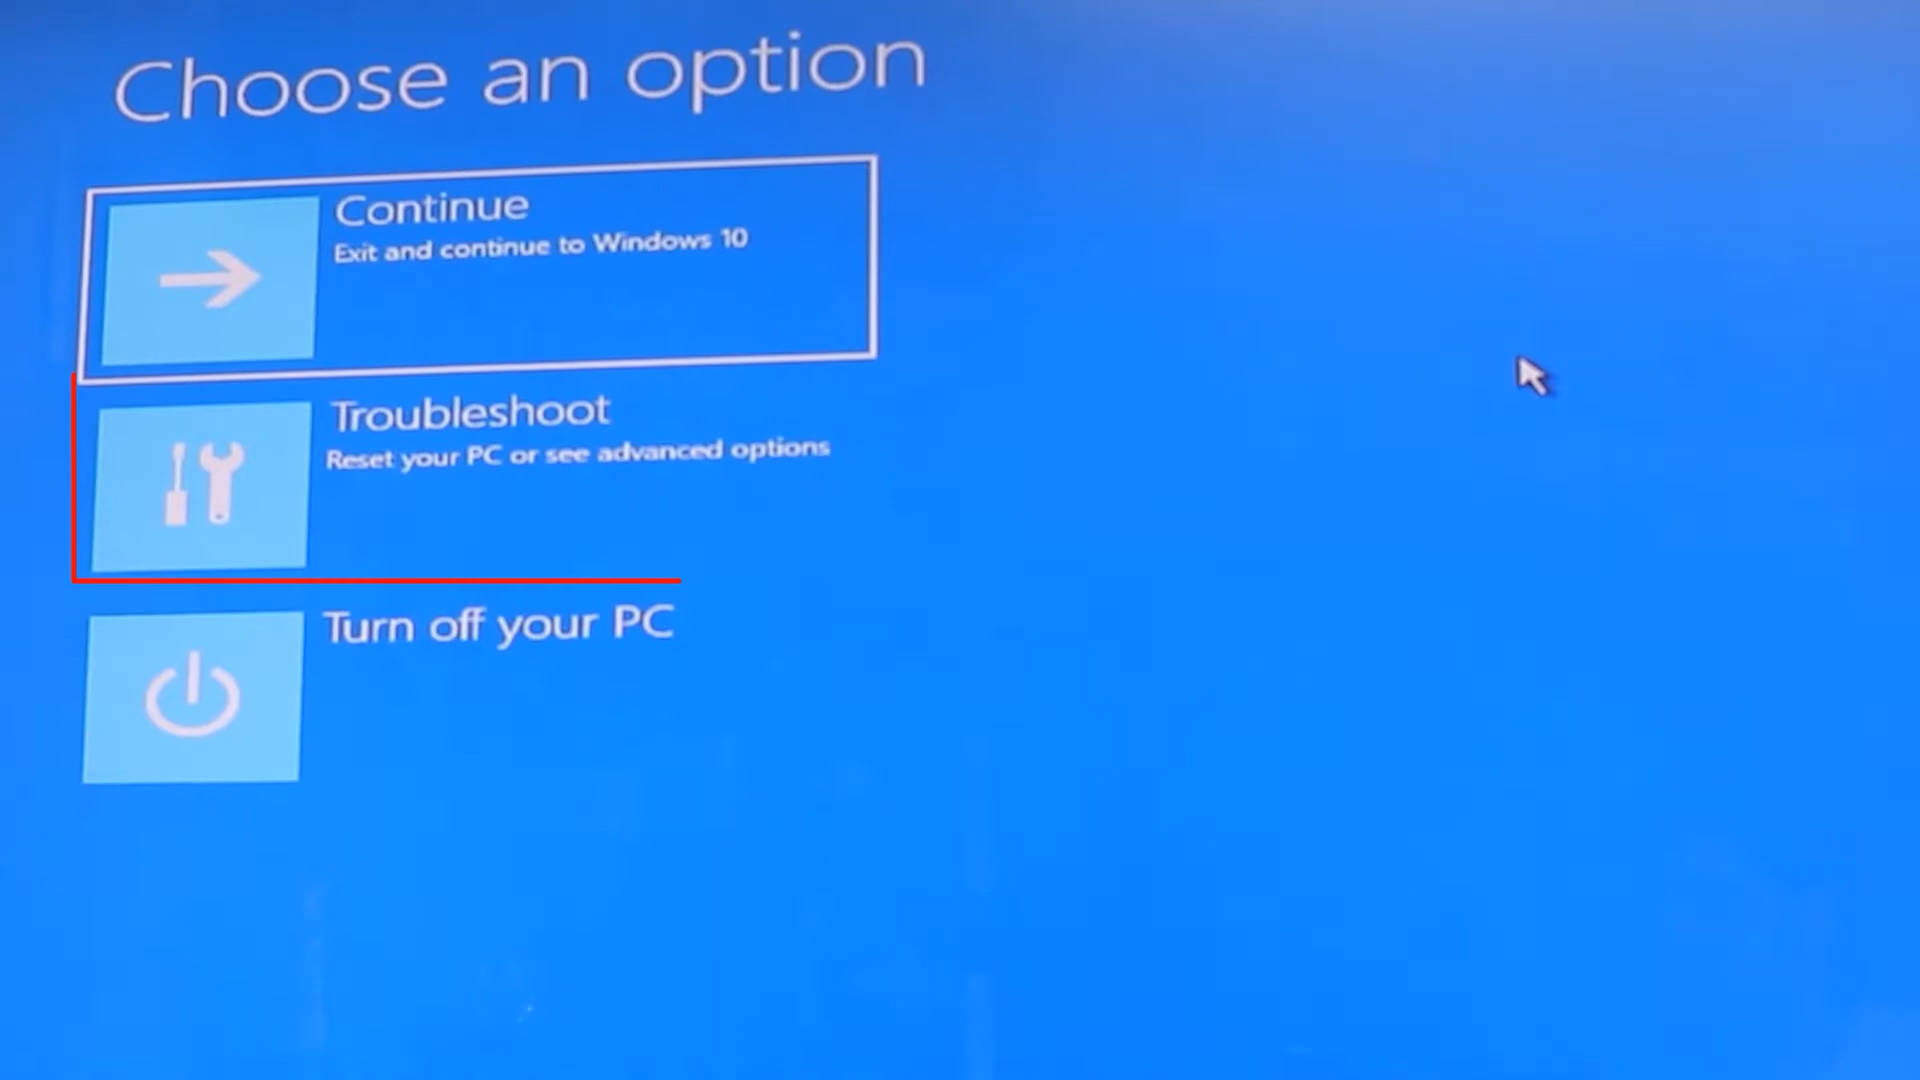 Choose an option
Continue
Exit and continue to Windows 10
Troubleshoot
Reset your PC or see advanced options
Turn off your PC